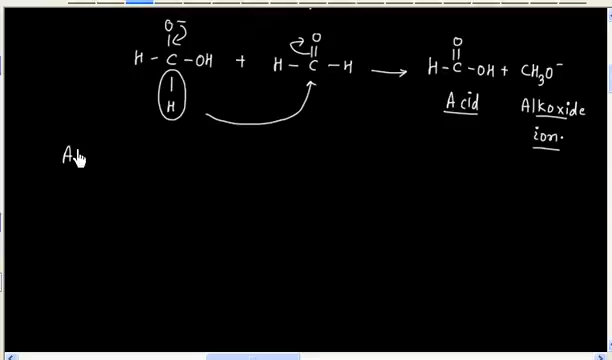 O⁻ O O
H - C - OH + H - C - H → H - C - OH + CH3O⁻
H Acid Alkoxide
ion.
A